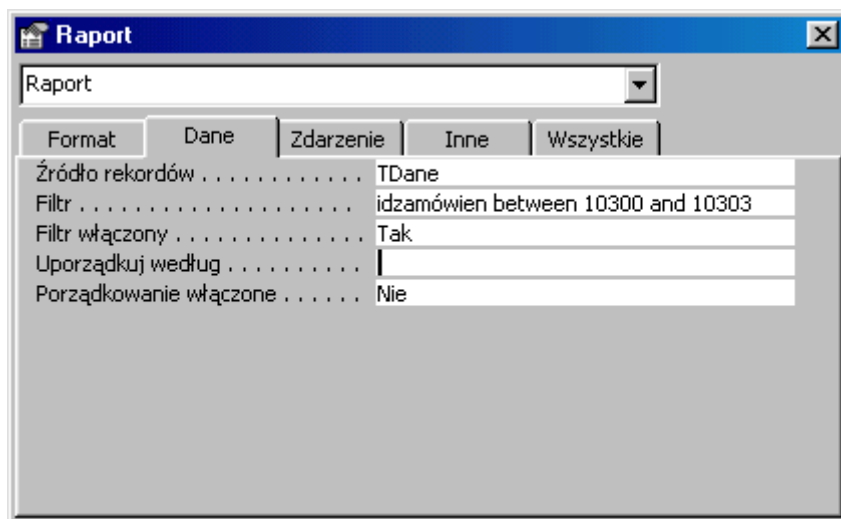 Raport
Raport
Format Dane Zdarzenie Inne Wszystkie
Źródło rekordów . . . . . . . . . . . . TDane
Filtr . . . . . . . . . . . . . . . . . . . . . idzamówien between 10300 and 10303
Filtr włączony . . . . . . . . . . . . . . Tak
Uporządkuj według . . . . . . . . . .
Porządkowanie włączone . . . . . . Nie